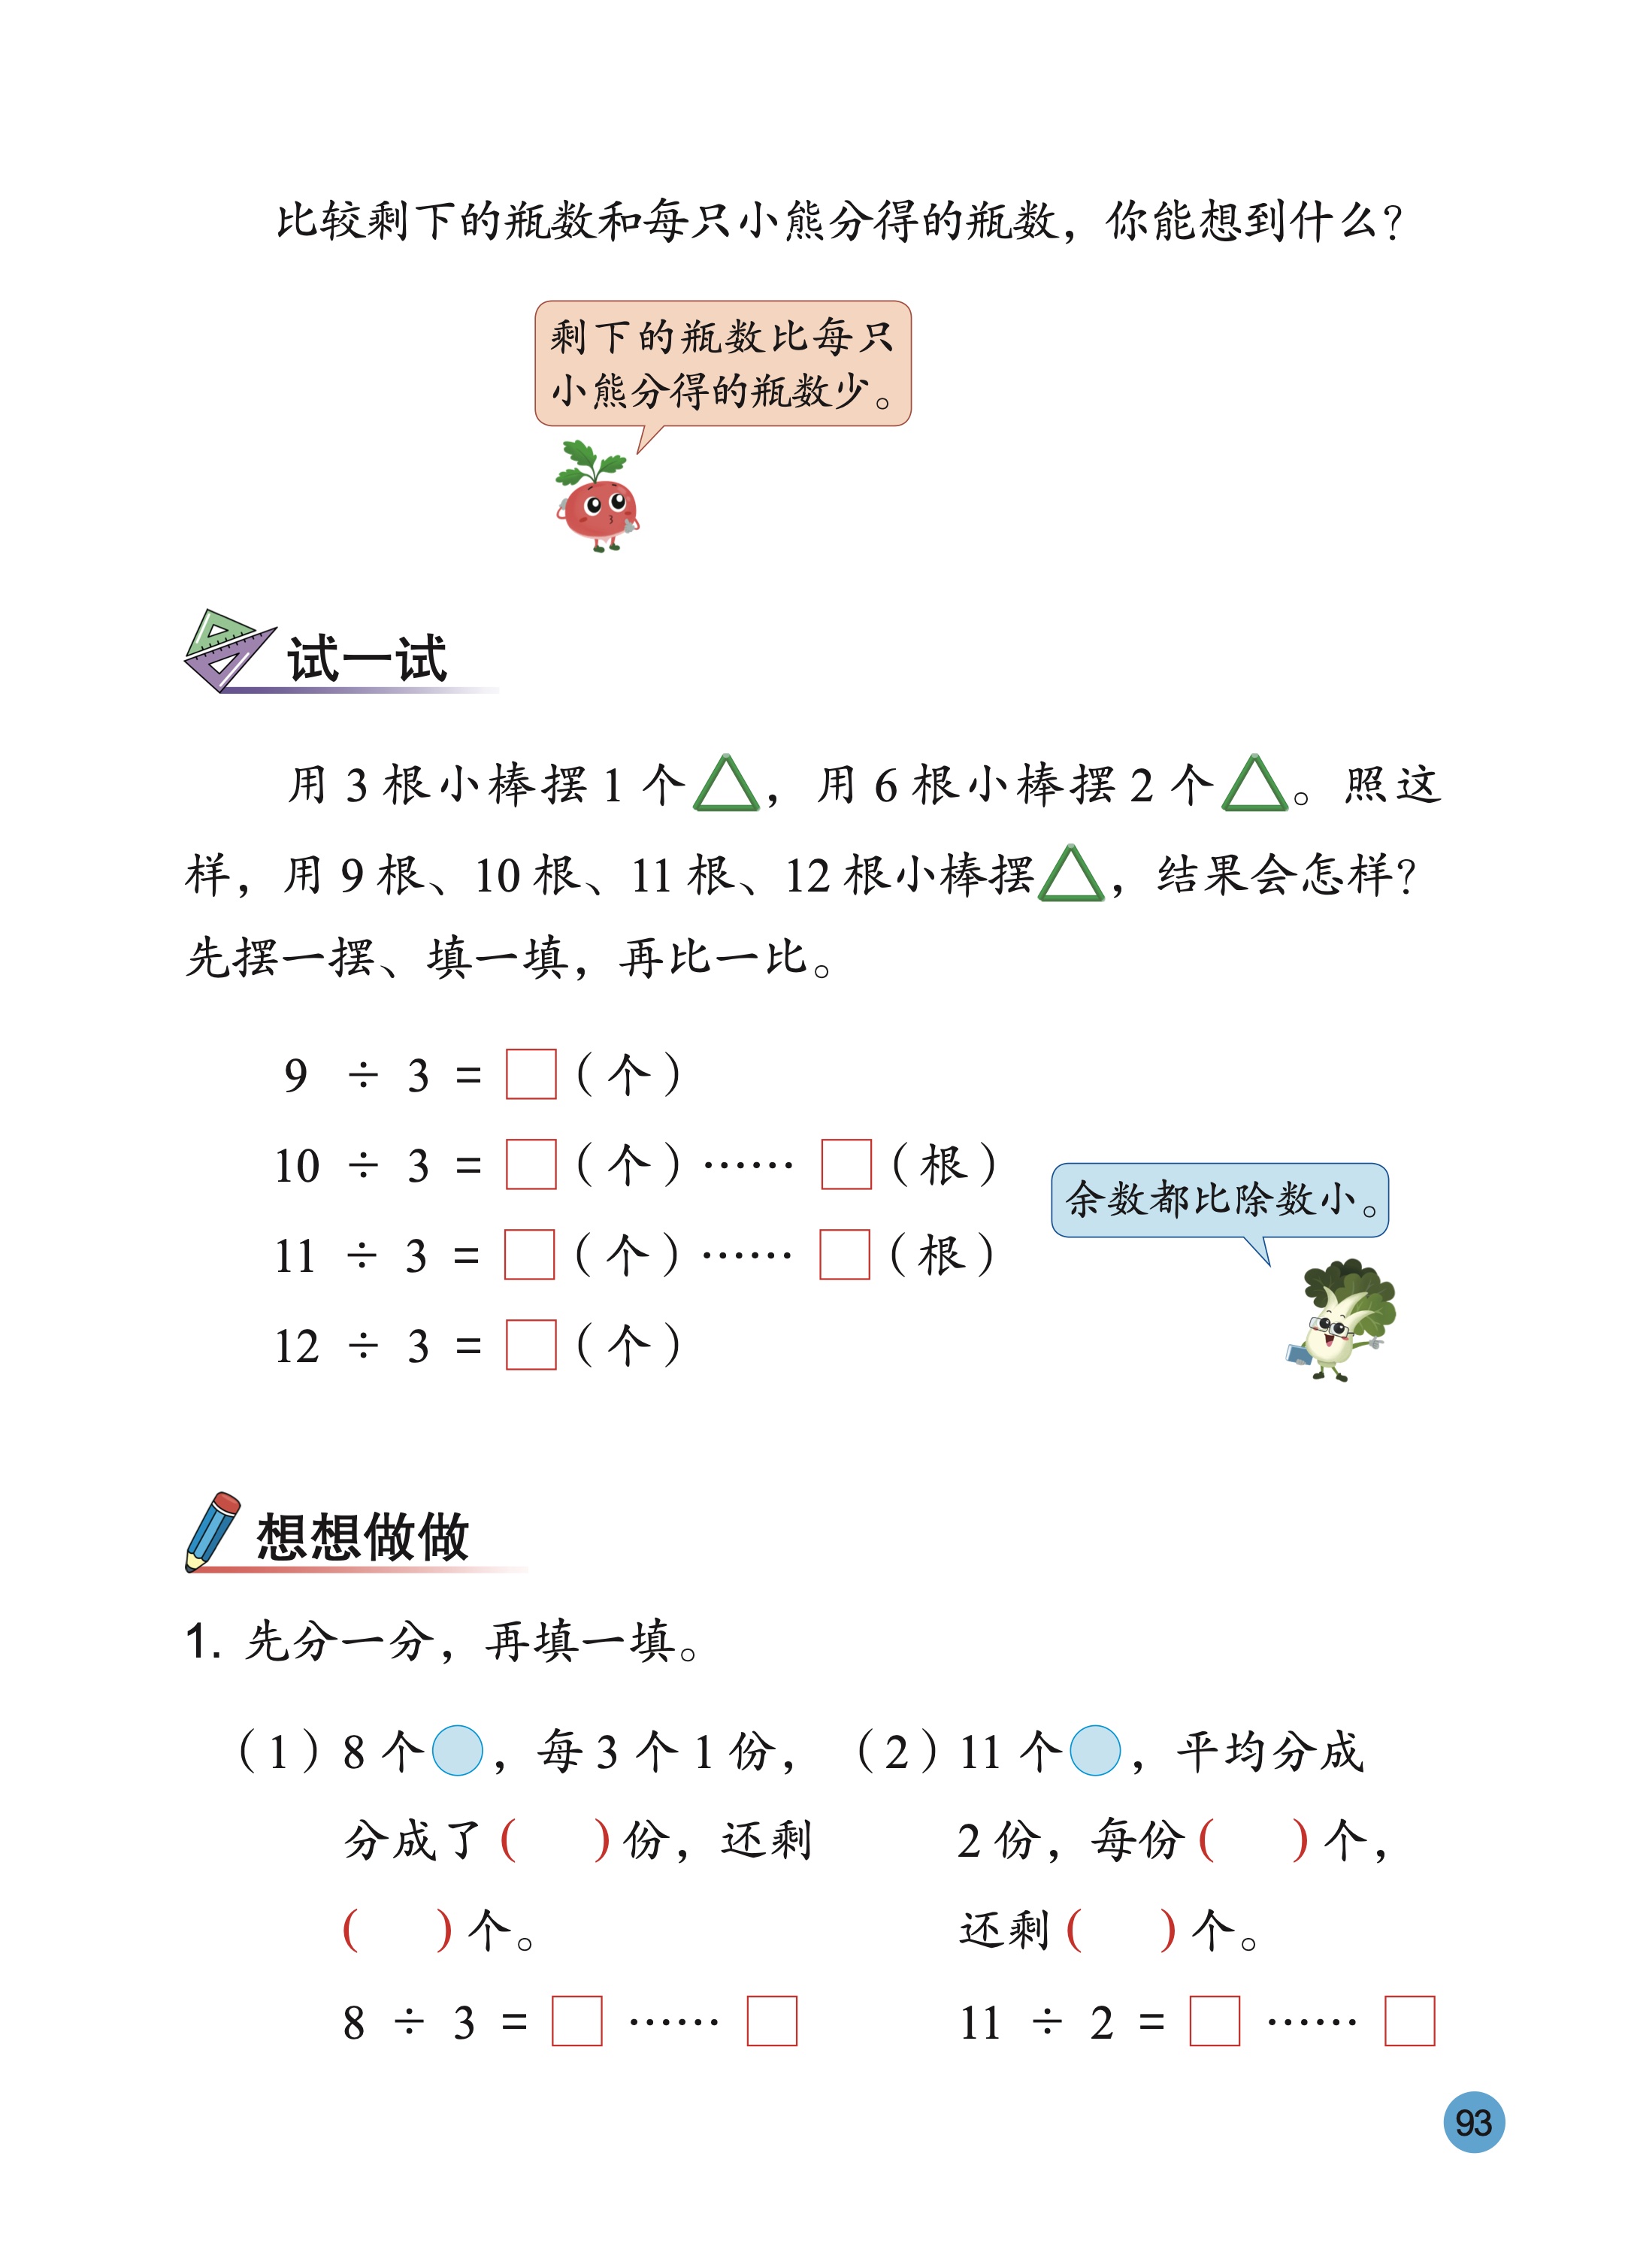 比较剩下的瓶数和每只小熊分得的瓶数，你能想到什么？
剩下的瓶数比每只
小熊分得的瓶数少。
试一试
用 3 根小棒摆 1 个△，用 6 根小棒摆 2 个△。照这
样，用 9 根、10 根、11 根、12 根小棒摆△，结果会怎样？
先摆一摆、填一填，再比一比。
9 ÷ 3 = □（个）
10 ÷ 3 = □（个）…… □（根）
余数都比除数小。
11 ÷ 3 = □（个）…… □（根）
12 ÷ 3 = □（个）
想想做做
1. 先分一分，再填一填。
（1）8 个○，每 3 个 1 份，
分成了（ ）份，还剩
（ ）个。
8 ÷ 3 = □ …… □
（2）11 个○，平均分成
2 份，每份（ ）个，
还剩（ ）个。
11 ÷ 2 = □ …… □
93